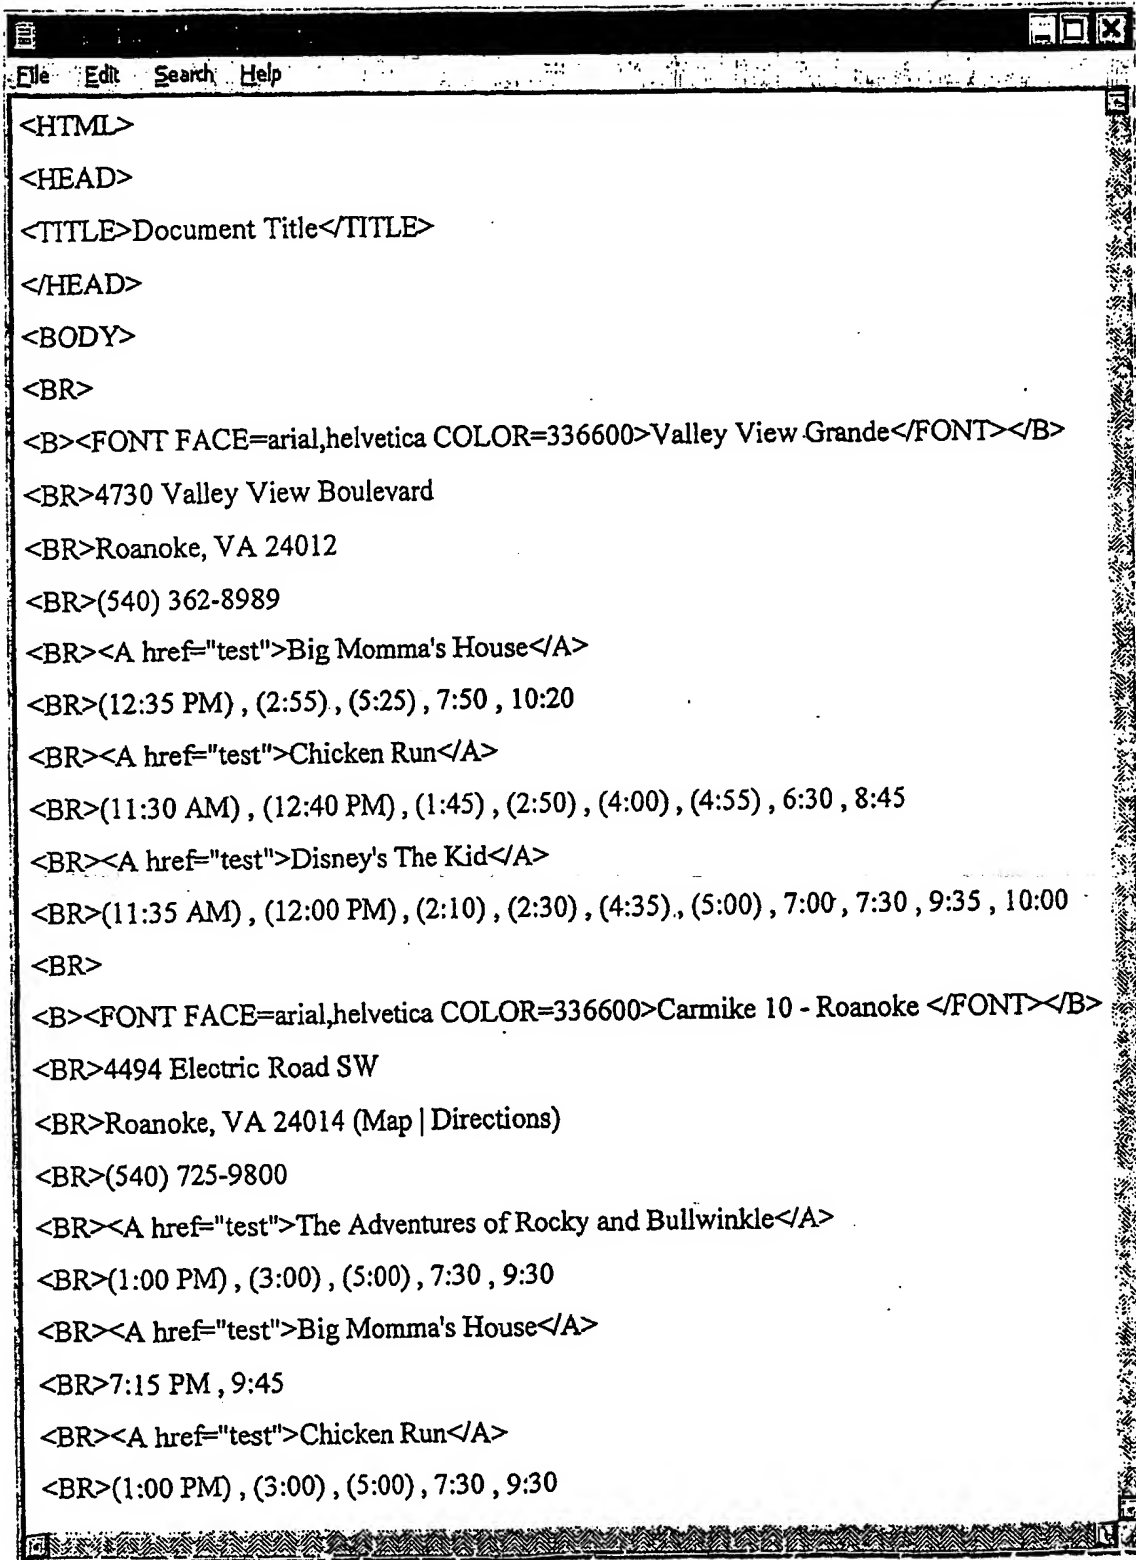 File Edit Search Help
<HTML>
<HEAD>
<TITLE>Document Title</TITLE>
</HEAD>
<BODY>
<BR>
<B><FONT FACE=arial,helvetica COLOR=336600>Valley View Grande</FONT></B>
<BR>4730 Valley View Boulevard
<BR>Roanoke, VA 24012
<BR>(540) 362-8989
<BR><A href="test">Big Momma's House</A>
<BR>(12:35 PM) , (2:55) , (5:25) , 7:50 , 10:20
<BR><A href="test">Chicken Run</A>
<BR>(11:30 AM) , (12:40 PM) , (1:45) , (2:50) , (4:00) , (4:55) , 6:30 , 8:45
<BR><A href="test">Disney's The Kid</A>
<BR>(11:35 AM) , (12:00 PM) , (2:10) , (2:30) , (4:35) , (5:00) , 7:00 , 7:30 , 9:35 , 10:00
<BR>
<B><FONT FACE=arial,helvetica COLOR=336600>Carmike 10 - Roanoke </FONT></B>
<BR>4494 Electric Road SW
<BR>Roanoke, VA 24014 (Map | Directions)
<BR>(540) 725-9800
<BR><A href="test">The Adventures of Rocky and Bullwinkle</A>
<BR>(1:00 PM) , (3:00) , (5:00) , 7:30 , 9:30
<BR><A href="test">Big Momma's House</A>
<BR>7:15 PM , 9:45
<BR><A href="test">Chicken Run</A>
<BR>(1:00 PM) , (3:00) , (5:00) , 7:30 , 9:30